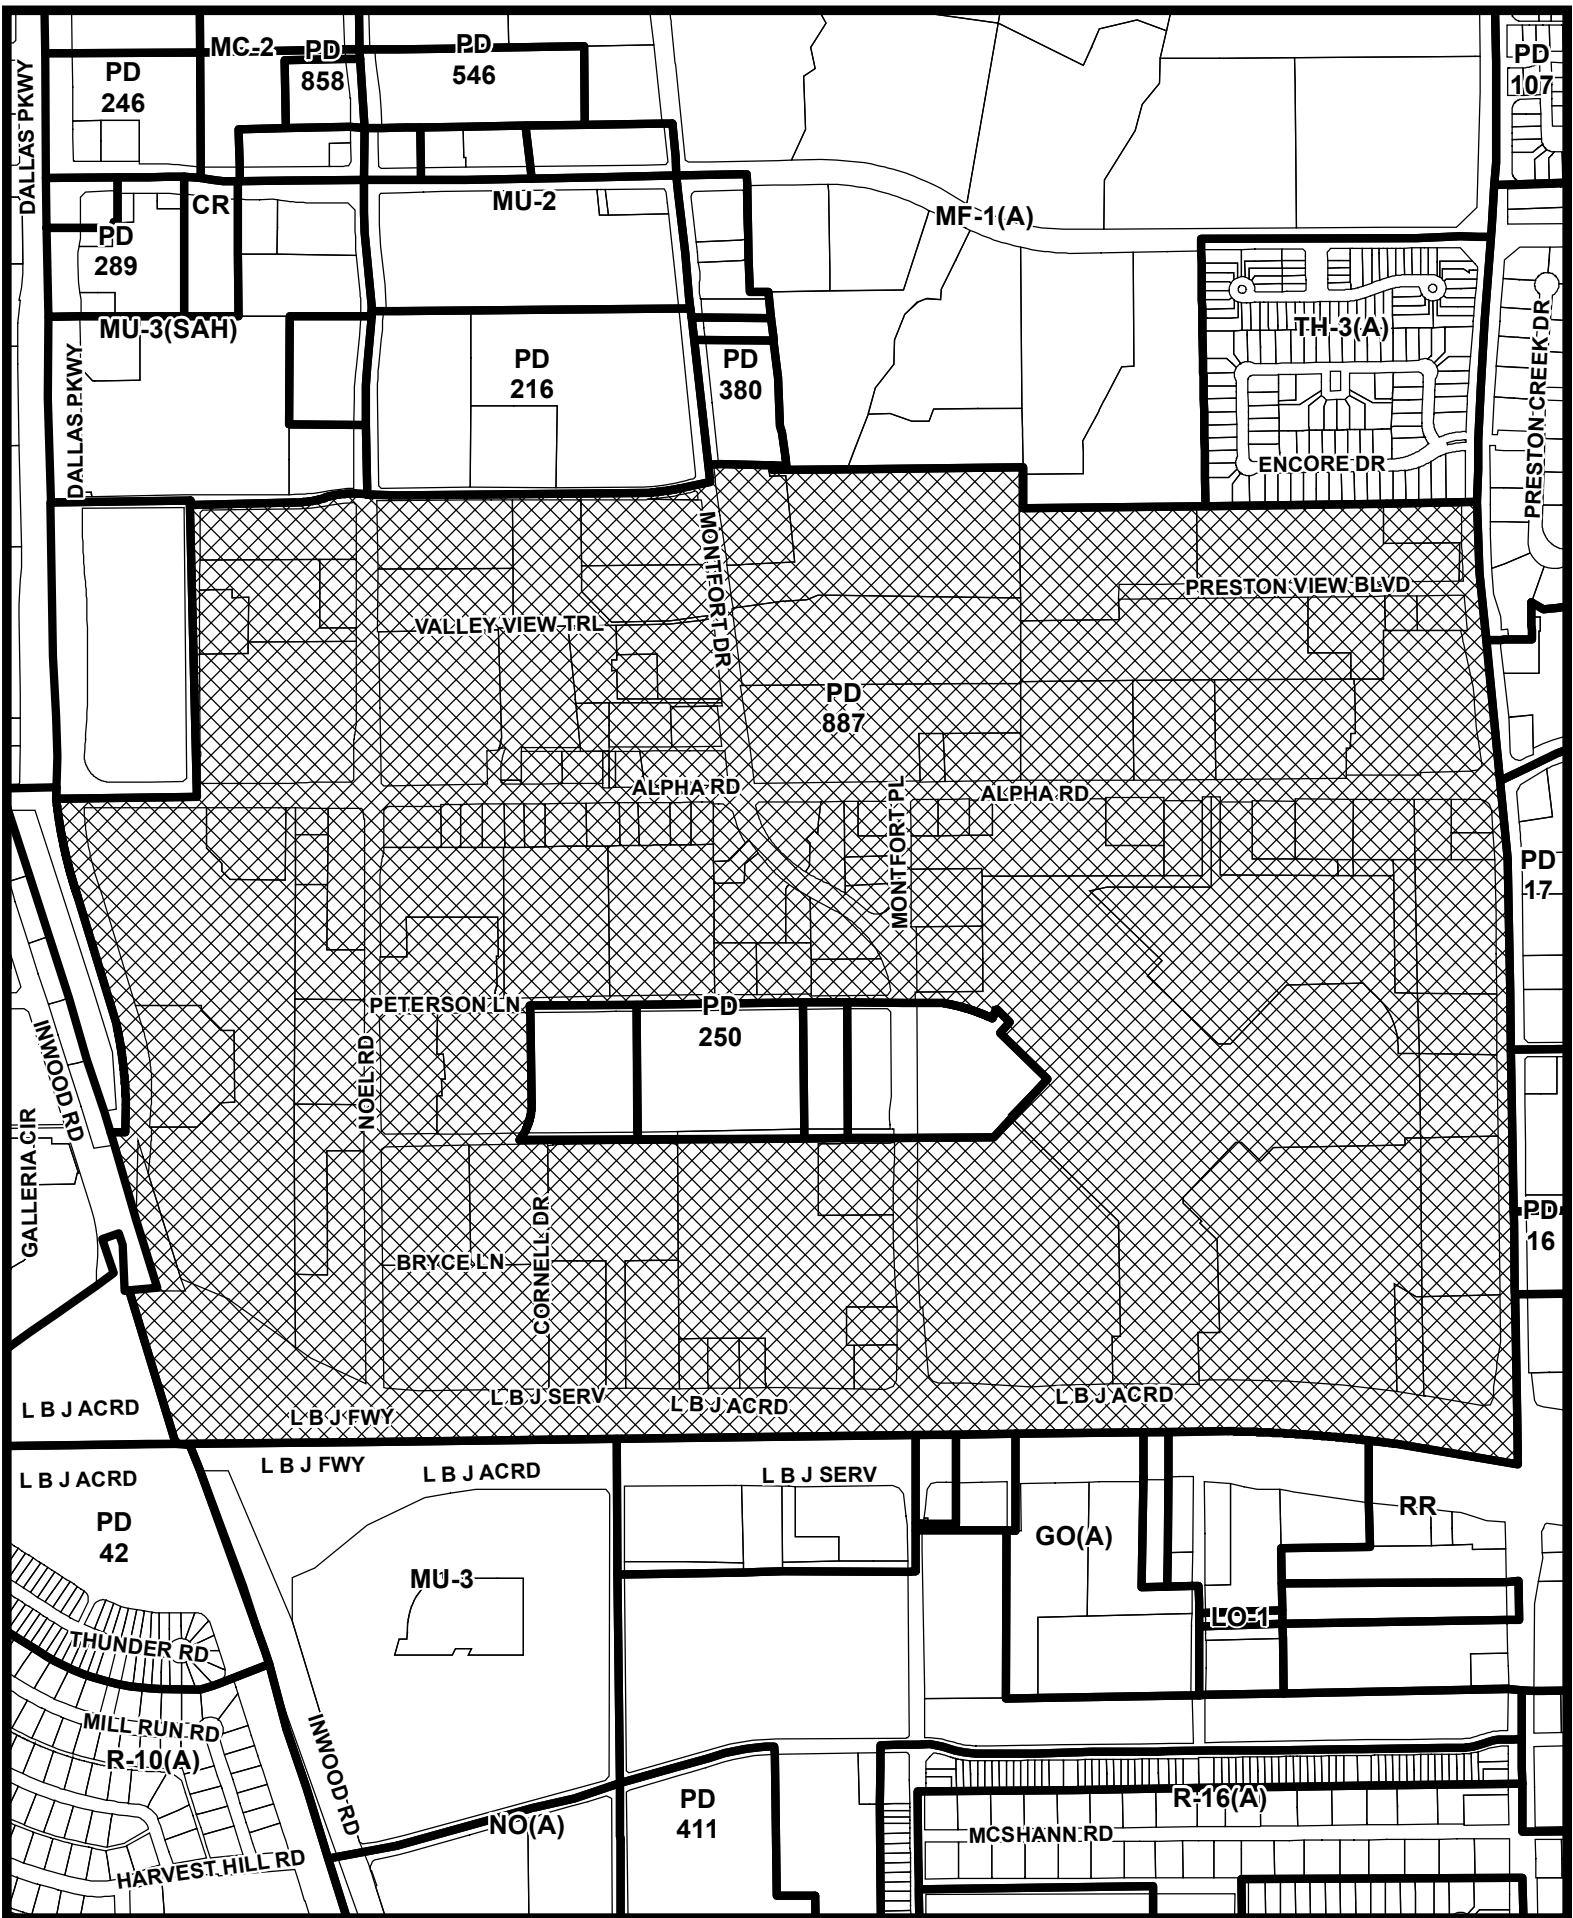 MC-2
PD
858
PD
546
PD
246
PD
107
DALLAS PKWY
CR
MU-2
MF-1(A)
PD
289
MU-3(SAH)
TH-3(A)
PRESTON CREEK DR
DALLAS PKWY
PD
216
PD
380
ENCORE DR
MONTFORT DR
PRESTON VIEW BLVD
VALLEY VIEW TRL
PD
887
ALPHA RD
MONTFORT PL
ALPHA RD
PD
17
PETERSON LN
PD
250
INWOOD RD
NOEL RD
GALLERIA CIR
PD
16
CORNELL DR
BRYCE LN
L B J ACRD
L B J FWY
L B J SERV
L B J ACRD
L B J ACRD
L B J ACRD
L B J FWY
L B J ACRD
L B J SERV
RR
PD
42
GO(A)
MU-3
LO-1
THUNDER RD
MILL RUN RD
R-10(A)
INWOOD RD
NO(A)
PD
411
R-16(A)
MCSHANN RD
HARVEST HILL RD